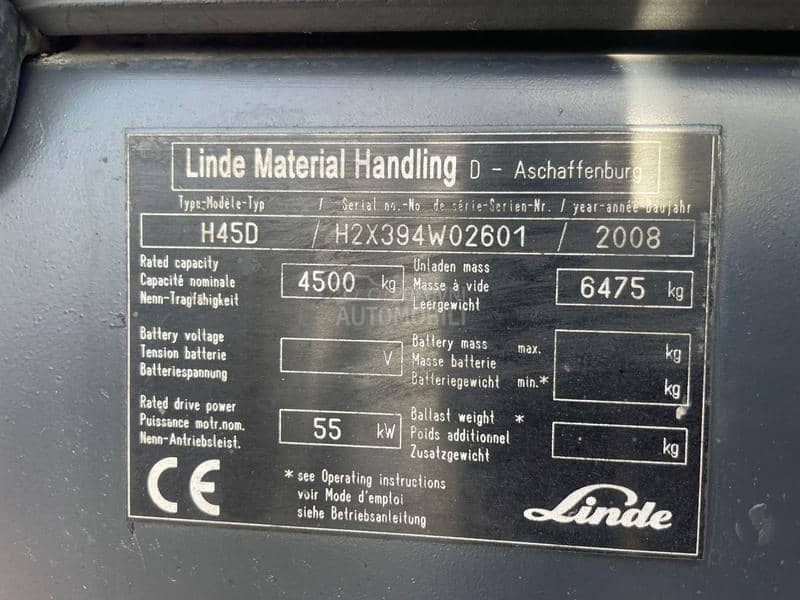 Linde Material Handling D - Aschaffenburg
Type-Modèle-Typ / Serial no.-No. de série-Serien-Nr. / year-année-Baujahr
H45D / H2X394W02601 / 2008
Rated capacity
Capacité nominale
Nenn-Tragfähigkeit
4500 kg
Unladen mass
Masse à vide
Leergewicht
6475 kg
AUTOMOBILI
Battery voltage
Tension batterie
Batteriespannung
V
Battery mass max.
Masse batterie
Batteriegewicht min.*
kg
kg
Rated drive power
Puissance motr.nom.
Nenn-Antriebsleist.
55 kW
Ballast weight *
Poids additionnel
Zusatzgewicht
kg
CE
* see Operating instructions
voir Mode d'emploi
siehe Betriebsanleitung
Linde